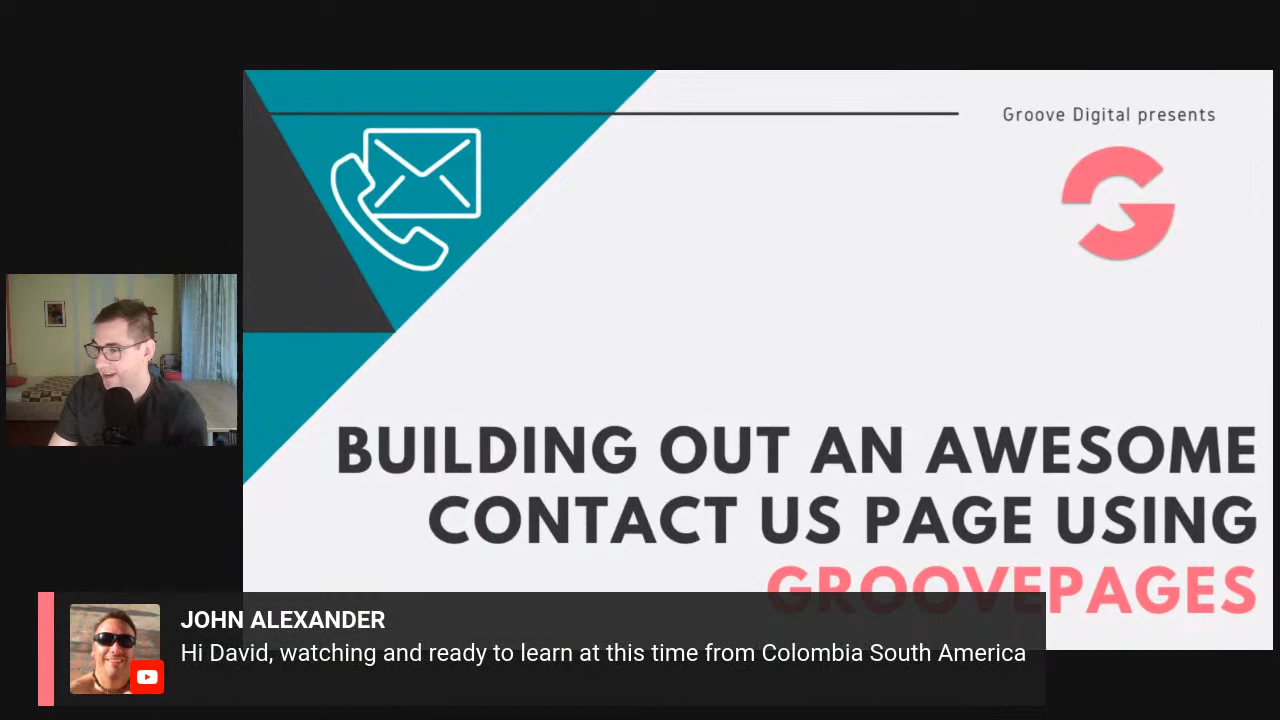 Groove Digital presents
BUILDING OUT AN AWESOME
CONTACT US PAGE USING
GROOVEPAGES
JOHN ALEXANDER
Hi David, watching and ready to learn at this time from Colombia South America